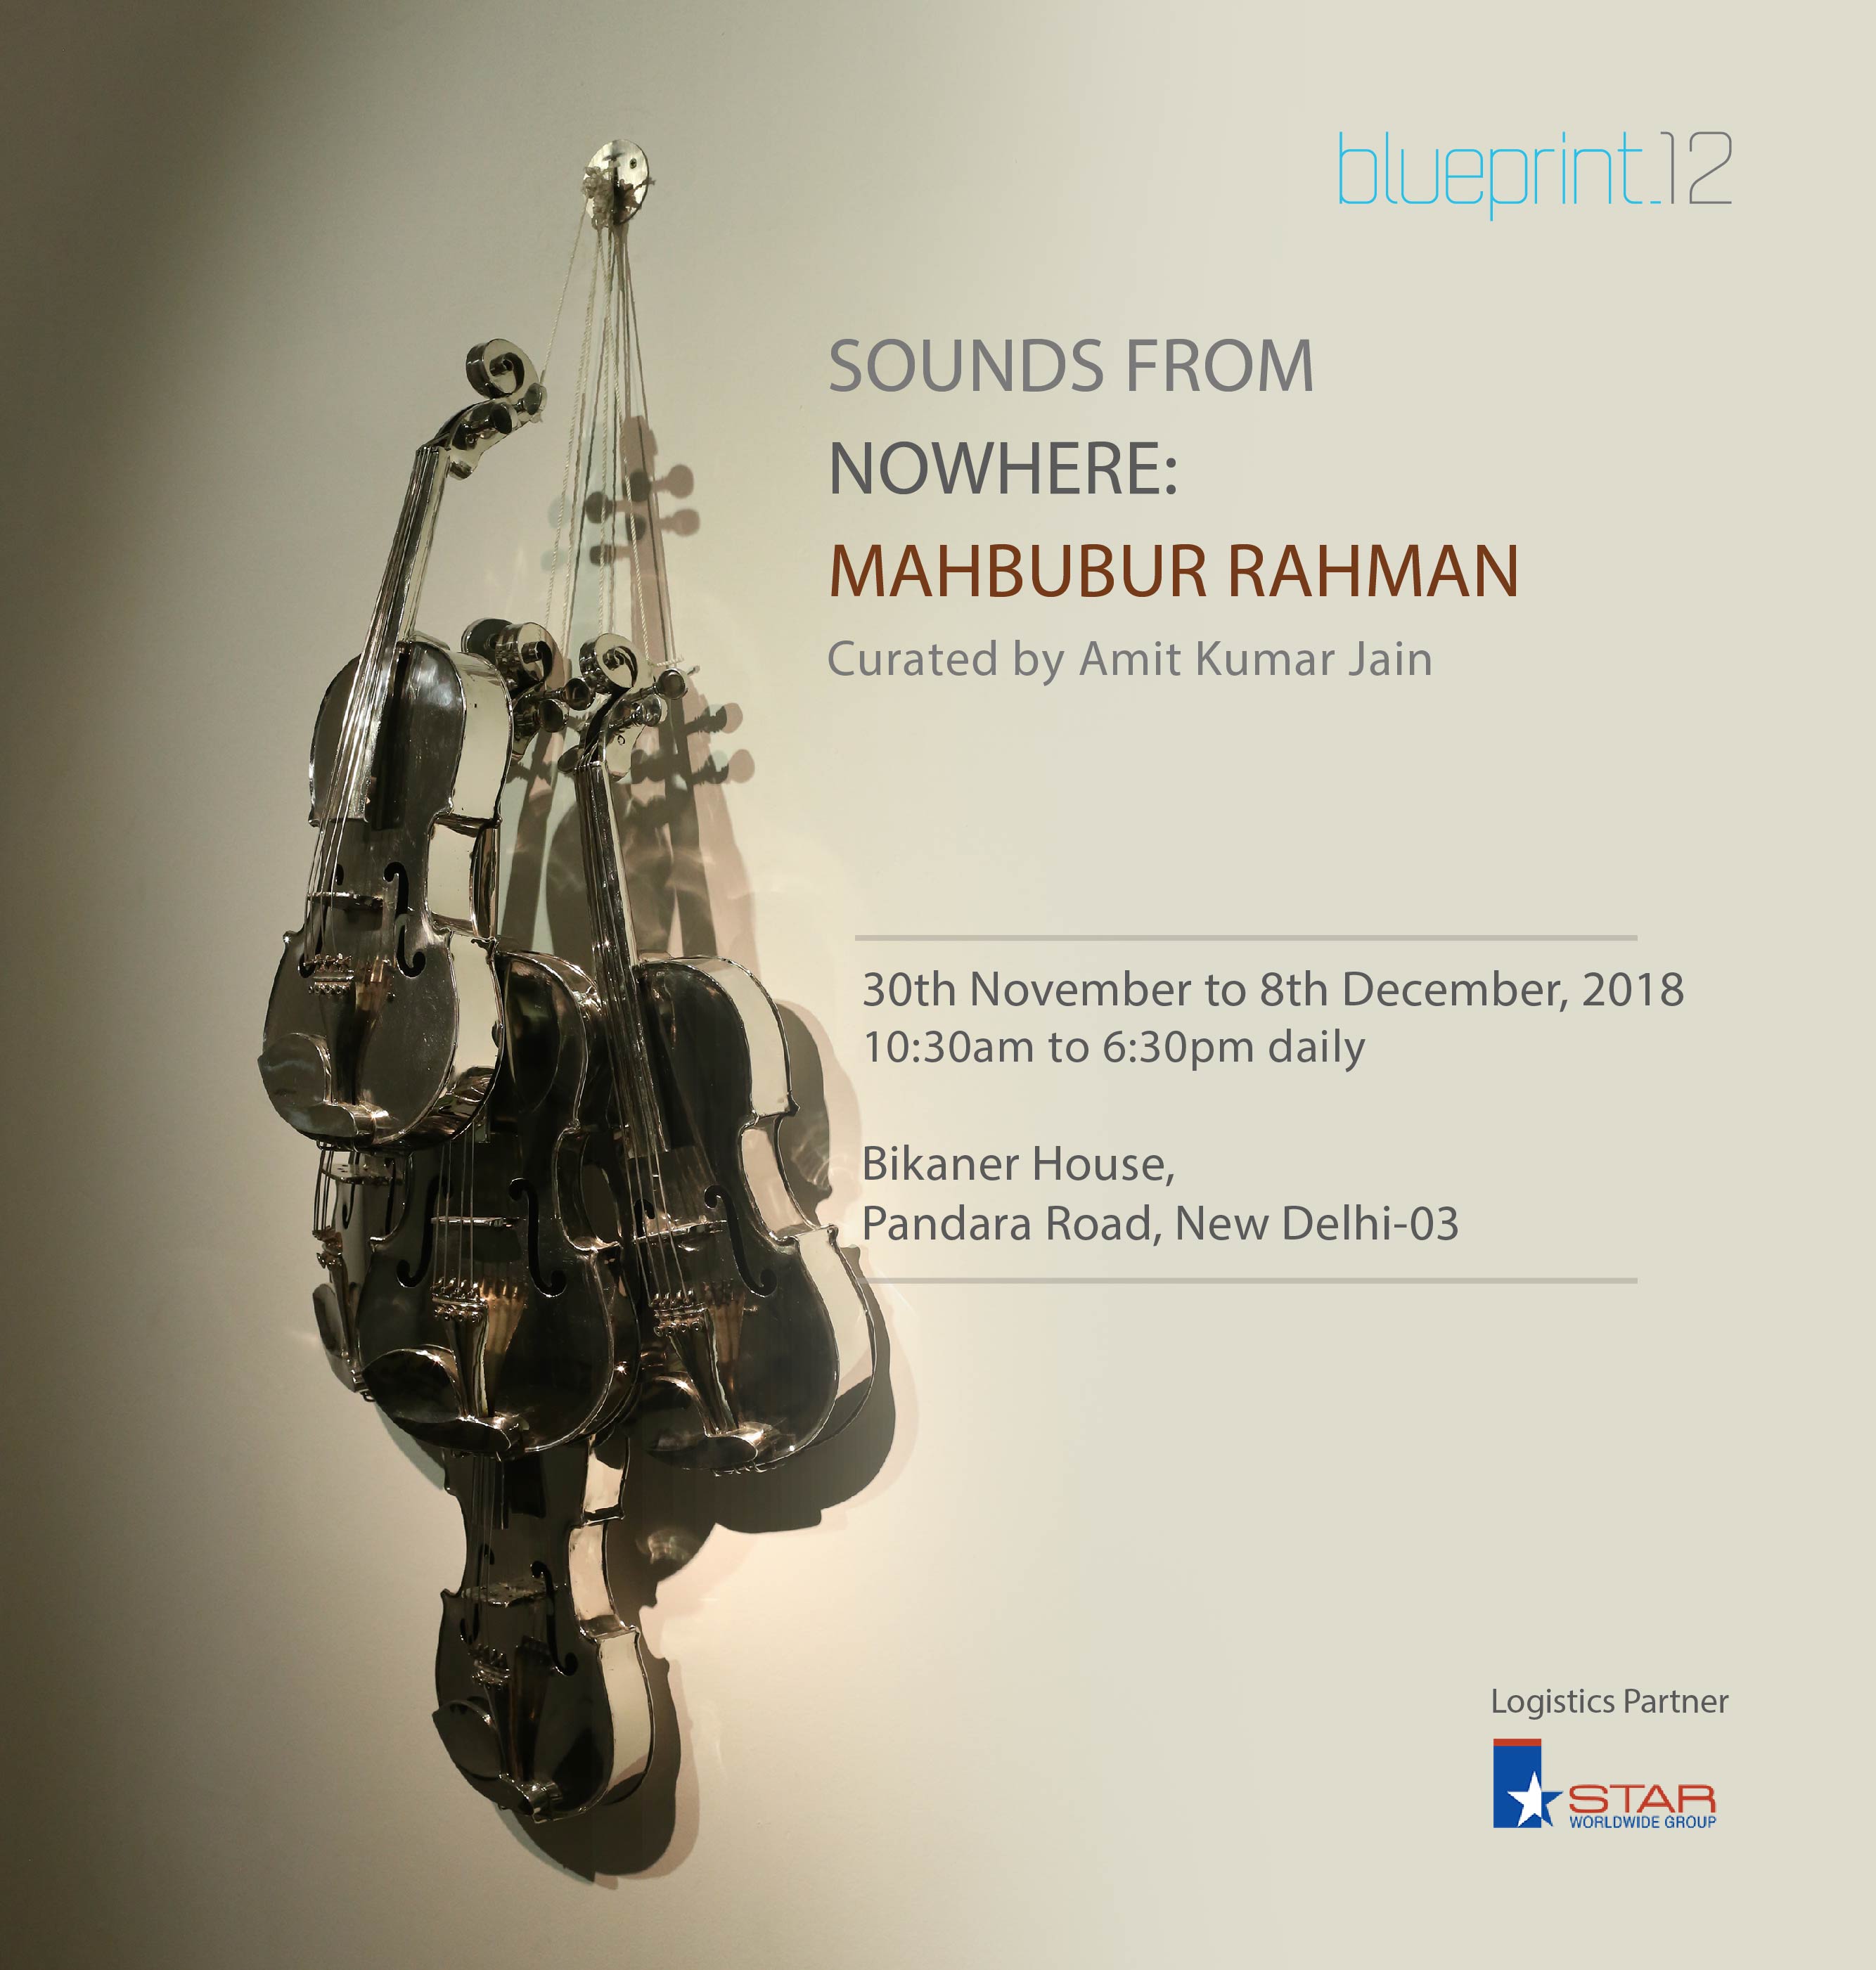 blueprint.12
SOUNDS FROM
NOWHERE:
MAHBUBUR RAHMAN
Curated by Amit Kumar Jain
30th November to 8th December, 2018
10:30am to 6:30pm daily
Bikaner House,
Pandara Road, New Delhi-03
Logistics Partner
STAR
WORLDWIDE GROUP